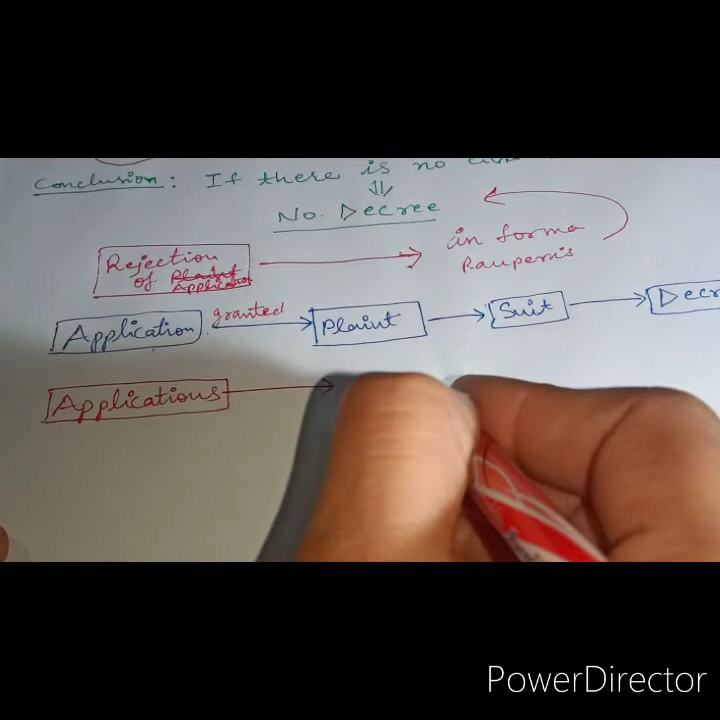 Conclusion: If there is no
⇓
No. Decree
in forma
Rejection
Pauperis
of Plaint
Application
granted
Application → Plaint → Suit → Decr
Applications →
PowerDirector